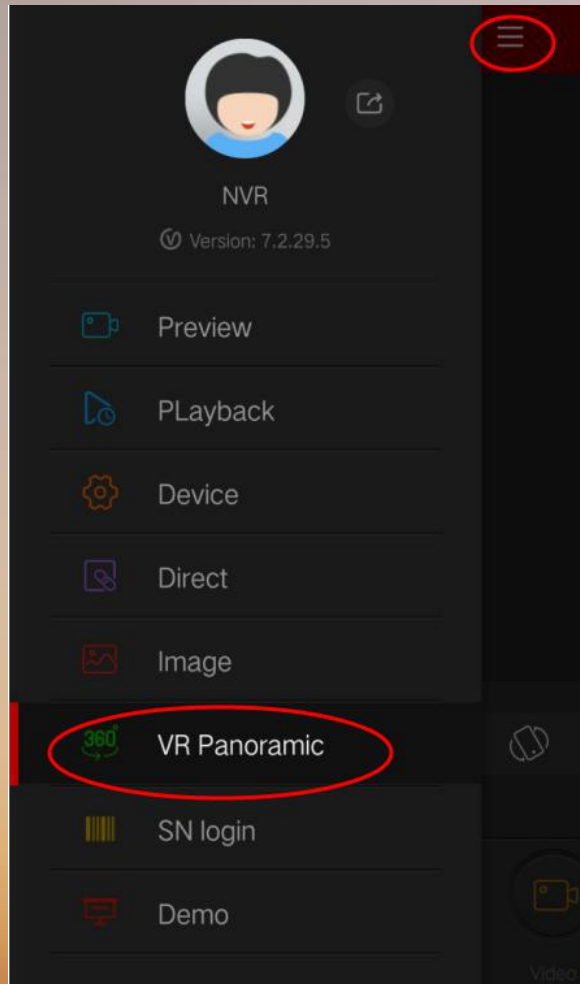 NVR
Version: 7.2.29.5
Preview
PLayback
Device
Direct
Image
360°
VR Panoramic
SN login
Demo
Video